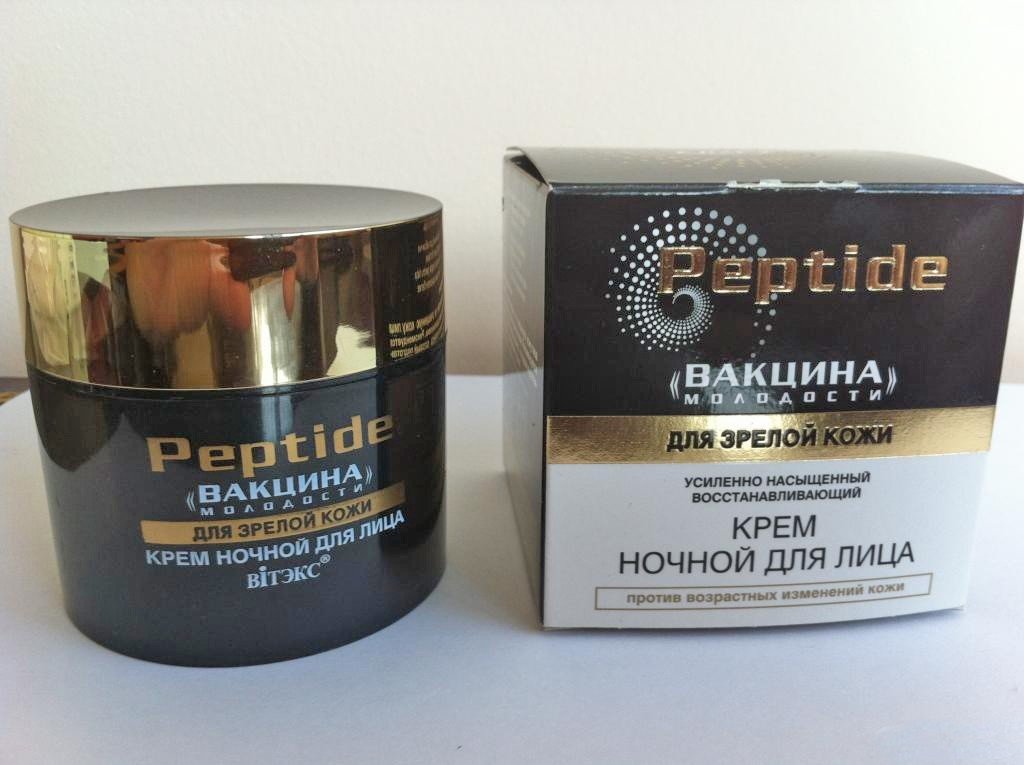 Peptide
«ВАКЦИНА
МОЛОДОСТИ»
ДЛЯ ЗРЕЛОЙ КОЖИ
КРЕМ НОЧНОЙ ДЛЯ ЛИЦА
ВіТЭКС®
Peptide
«ВАКЦИНА
МОЛОДОСТИ»
ДЛЯ ЗРЕЛОЙ КОЖИ
УСИЛЕННО НАСЫЩЕННЫЙ
ВОССТАНАВЛИВАЮЩИЙ
КРЕМ
НОЧНОЙ ДЛЯ ЛИЦА
против возрастных изменений кожи